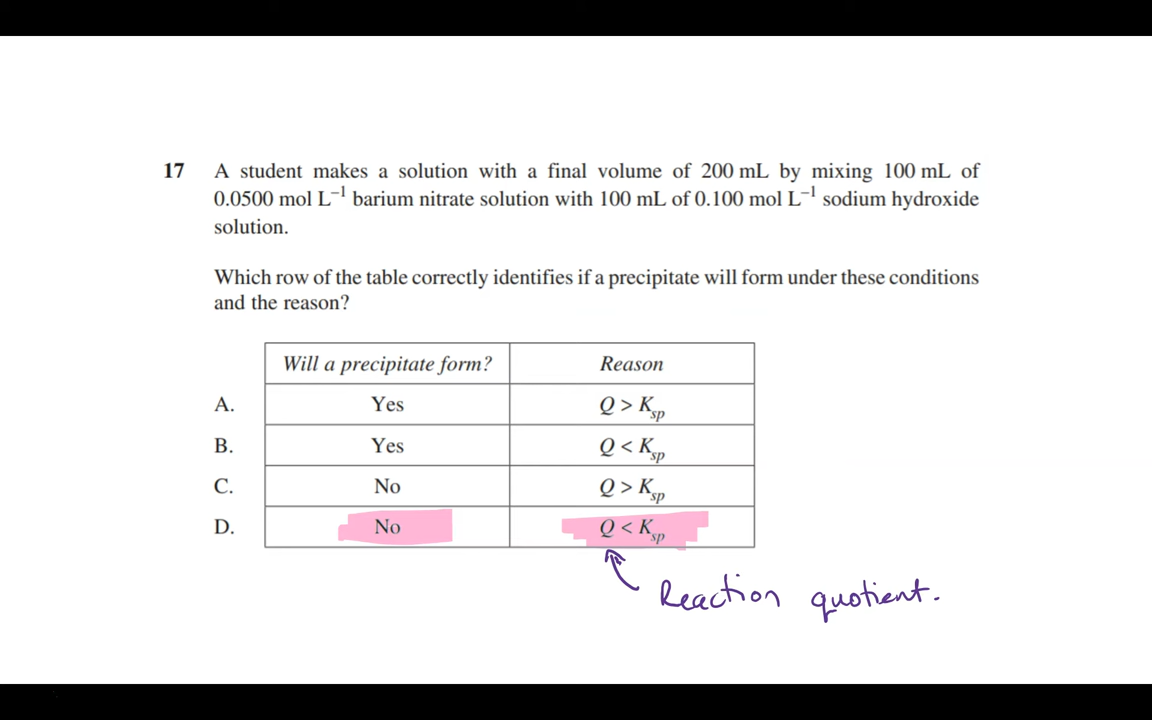 17 A student makes a solution with a final volume of 200 mL by mixing 100 mL of
0.0500 mol L⁻¹ barium nitrate solution with 100 mL of 0.100 mol L⁻¹ sodium hydroxide
solution.
Which row of the table correctly identifies if a precipitate will form under these conditions
and the reason?
Will a precipitate form? Reason
A. Yes Q > Ksp
B. Yes Q < Ksp
C. No Q > Ksp
D. No Q < Ksp
Reaction quotient.